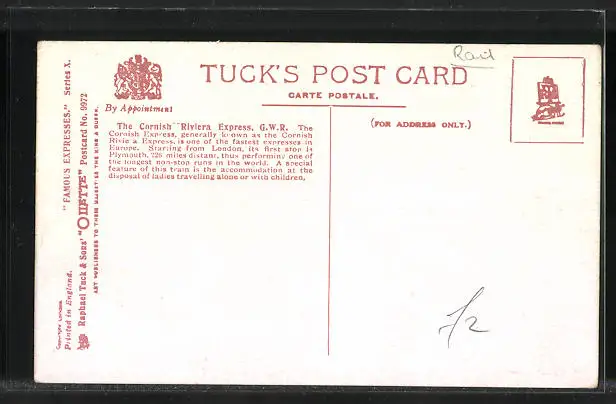 Rail
TUCK'S POST CARD
CARTE POSTALE.
By Appointment
(FOR ADDRESS ONLY.)
The Cornish Riviera Express, G.W.R. The
Cornish Express, generally known as the Cornish
Rivie a Express, is one of the fastest expresses in
Europe. Starting from London, its first stop is
Plymouth, 226 miles distant, thus performing one of
the longest non-stop runs in the world. A special
feature of this train is the accommodation at the
disposal of ladies travelling alone or with children.
"FAMOUS EXPRESSES." Series X.
Raphael Tuck & Sons' "OILETTE" Postcard No. 9972
ART PUBLISHERS TO THEIR MAJESTIES THE KING & QUEEN.
Printed in England.
Copyright London
/2